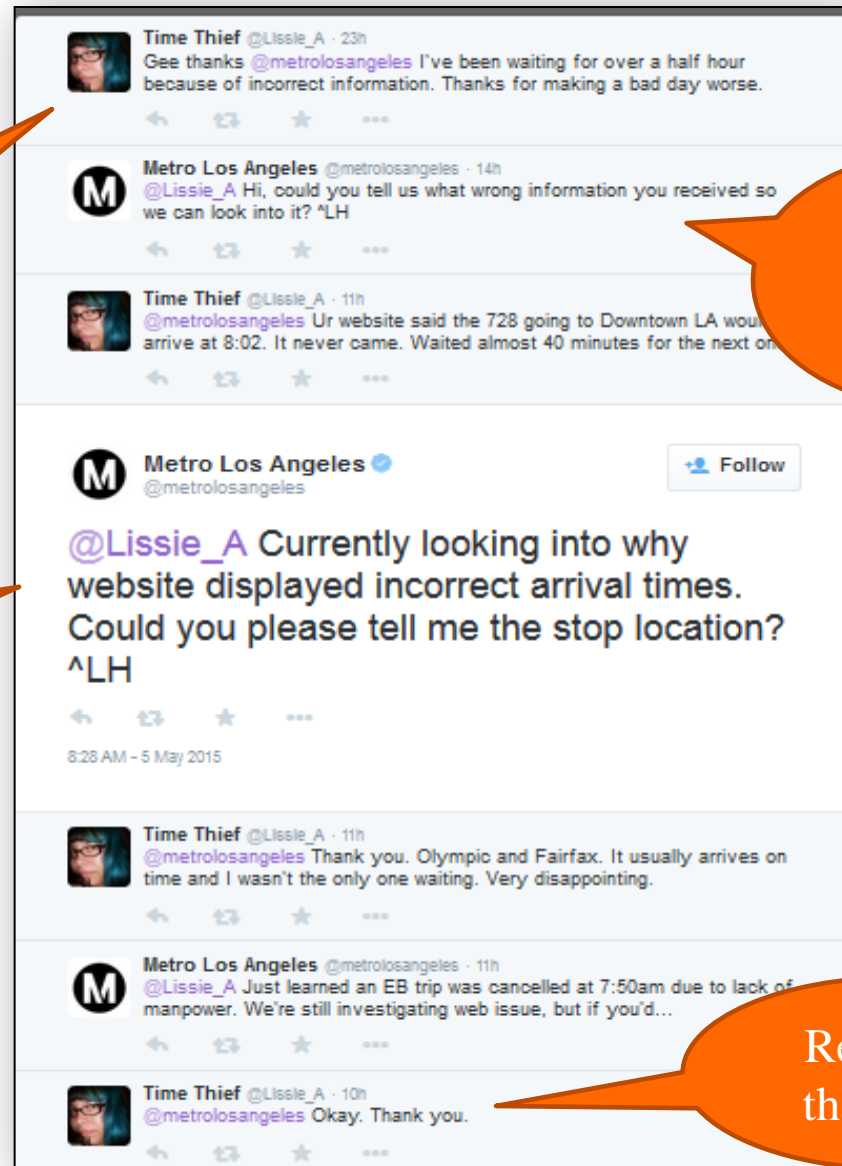 Time Thief @Lissie_A · 23h
Gee thanks @metrolosangeles I've been waiting for over a half hour
because of incorrect information. Thanks for making a bad day worse.
Metro Los Angeles @metrolosangeles · 14h
@Lissie_A Hi, could you tell us what wrong information you received so
we can look into it? ^LH
Time Thief @Lissie_A · 11h
@metrolosangeles Ur website said the 728 going to Downtown LA
arrive at 8:02. It never came. Waited almost 40 minutes for the next
M Metro Los Angeles
@metrolosangeles
Follow
@Lissie_A Currently looking into why
website displayed incorrect arrival times.
Could you please tell me the stop location?
^LH
8:28 AM - 5 May 2015
Time Thief @Lissie_A · 11h
@metrolosangeles Thank you. Olympic and Fairfax. It usually arrives on
time and I wasn't the only one waiting. Very disappointing.
Metro Los Angeles @metrolosangeles · 11h
@Lissie_A Just learned an EB trip was cancelled at 7:50am due to lack of
manpower. We're still investigating web issue, but if you'd...
Time Thief @Lissie_A · 10h
@metrolosangeles Okay. Thank you.